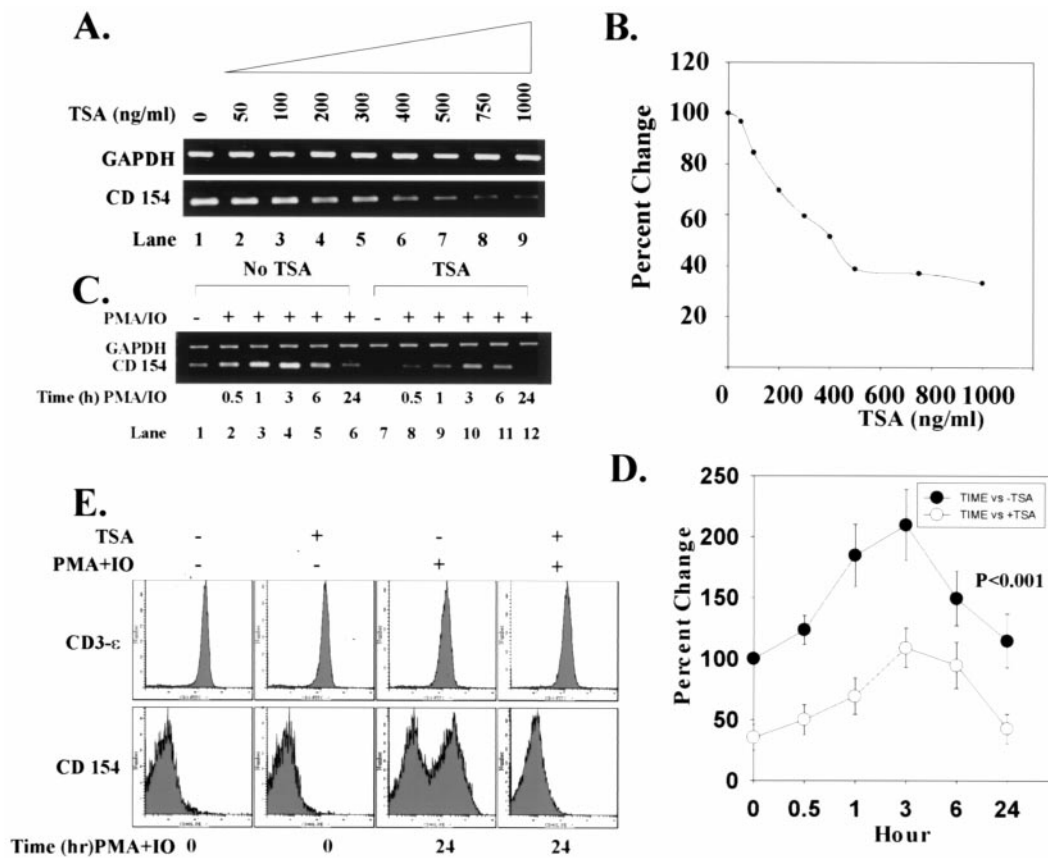 A.
TSA (ng/ml) 0 50 100 200 300 400 500 750 1000
GAPDH
CD 154
Lane 1 2 3 4 5 6 7 8 9
B.
Percent Change
120
100
80
60
40
20
0 200 400 600 800 1000
TSA (ng/ml)
C.
No TSA TSA
PMA/IO - + + + + + - + + + + +
GAPDH
CD 154
Time (h) PMA/IO 0.5 1 3 6 24 0.5 1 3 6 24
Lane 1 2 3 4 5 6 7 8 9 10 11 12
D.
Percent Change
250
200
150
100
50
0
TIME vs -TSA
TIME vs +TSA
P<0.001
0 0.5 1 3 6 24
Hour
E.
TSA - + - +
PMA+IO - - + +
CD3-ε
CD 154
Time (hr)PMA+IO 0 0 24 24